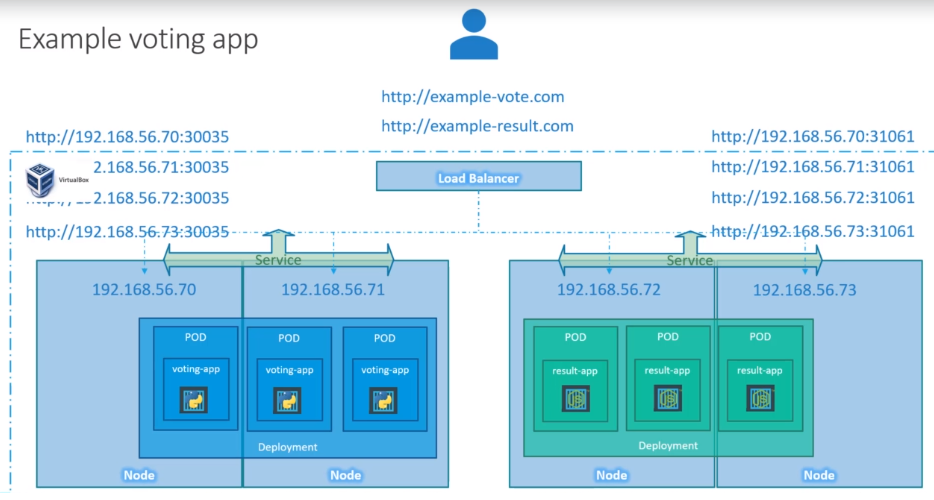 Example voting app
http://example-vote.com
http://example-result.com
http://192.168.56.70:30035
2.168.56.71:30035
2.168.56.72:30035
http://192.168.56.73:30035
VirtualBox
http://192.168.56.70:31061
http://192.168.56.71:31061
http://192.168.56.72:31061
http://192.168.56.73:31061
Load Balancer
Service
Service
192.168.56.70
192.168.56.71
192.168.56.72
192.168.56.73
POD
POD
POD
POD
POD
POD
voting-app
voting-app
voting-app
result-app
result-app
result-app
JS
JS
JS
Deployment
Deployment
Node
Node
Node
Node